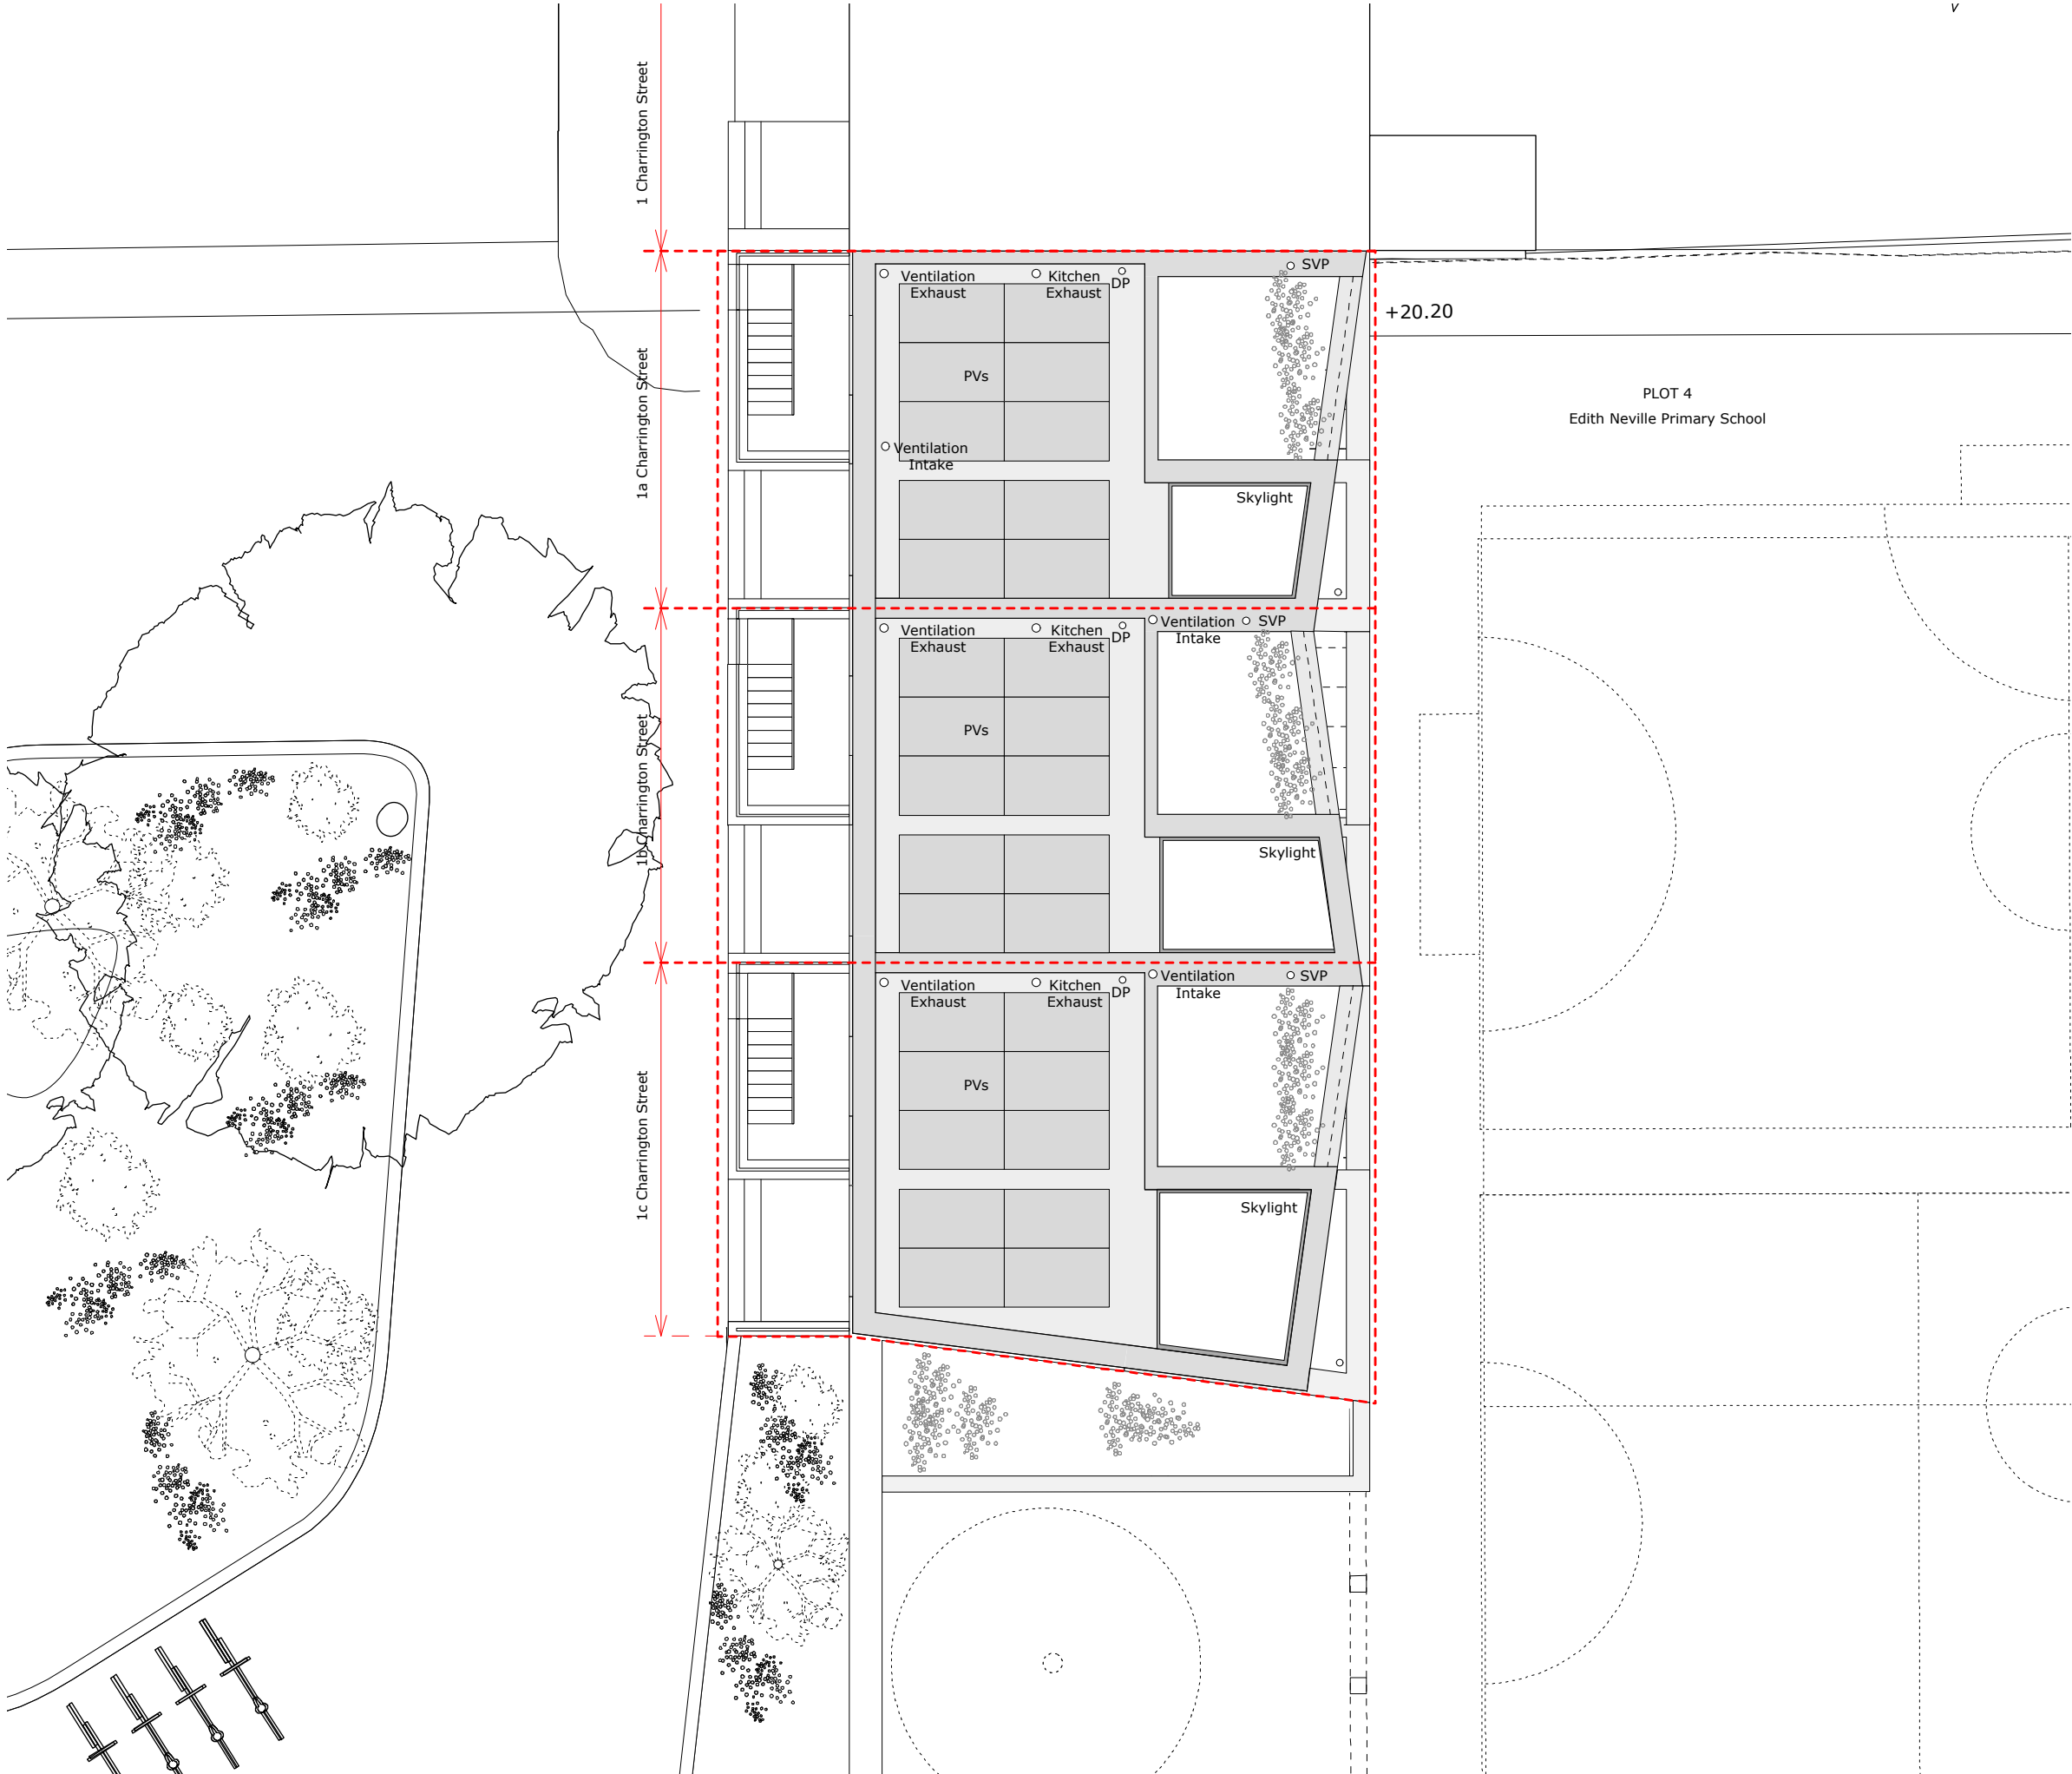 v
1 Charrington Street
Ventilation
Exhaust
Kitchen
Exhaust
DP
SVP
+20.20
PVs
1a Charrington Street
PLOT 4
Edith Neville Primary School
Ventilation
Intake
Skylight
Ventilation
Exhaust
Kitchen
Exhaust
DP
Ventilation
Intake
SVP
PVs
1b Charrington Street
Skylight
Ventilation
Exhaust
Kitchen
Exhaust
DP
Ventilation
Intake
SVP
PVs
1c Charrington Street
Skylight